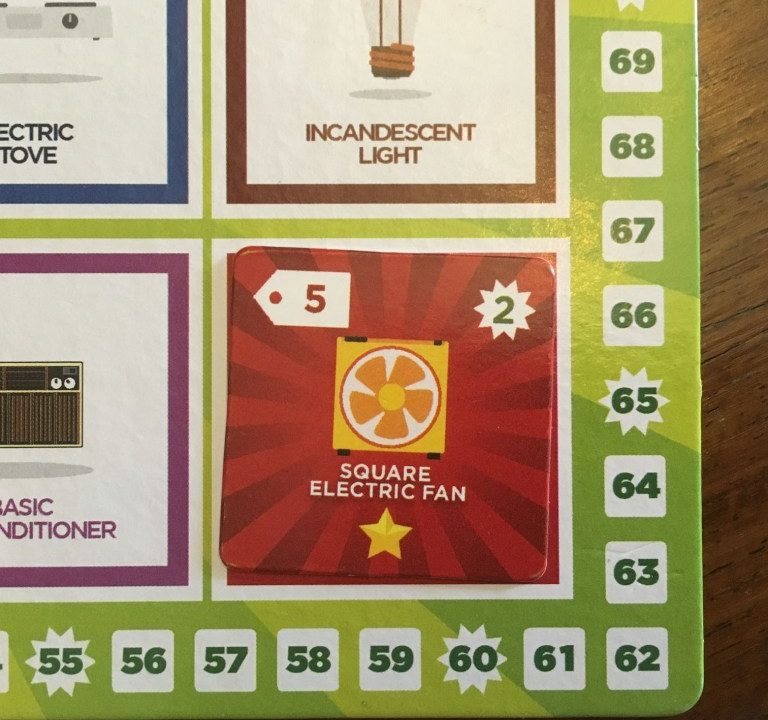 69
ECTRIC
TOVE
INCANDESCENT
LIGHT
68
67
5
2
66
65
SQUARE
ELECTRIC FAN
64
BASIC
NDITIONER
63
55
56
57
58
59
60
61
62